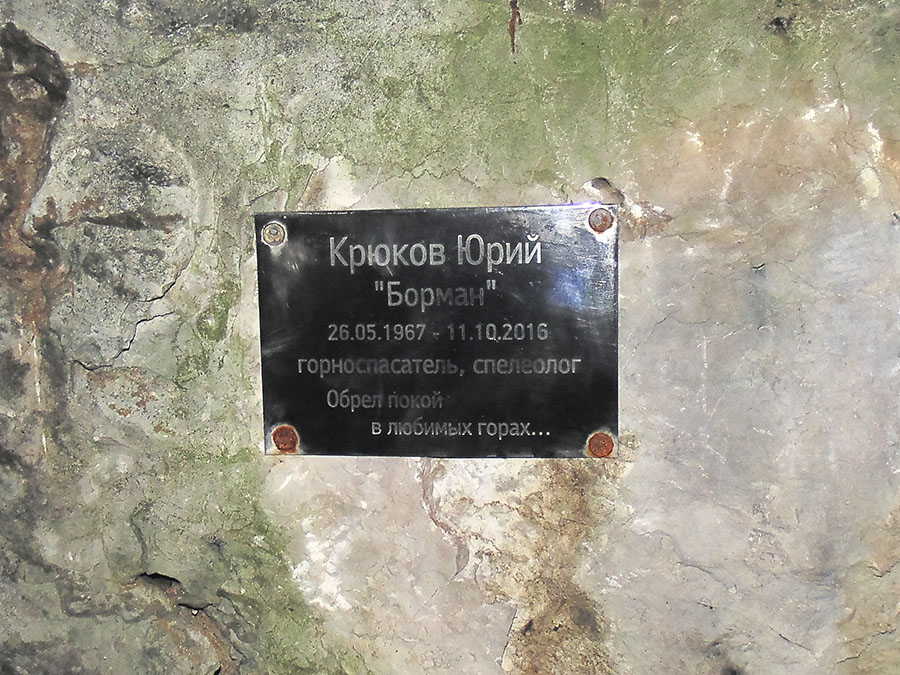 Крюков Юрий
"Борман"
26.05.1967 - 11.10.2016
горноспасатель, спелеолог
Обрел покой
в любимых горах...